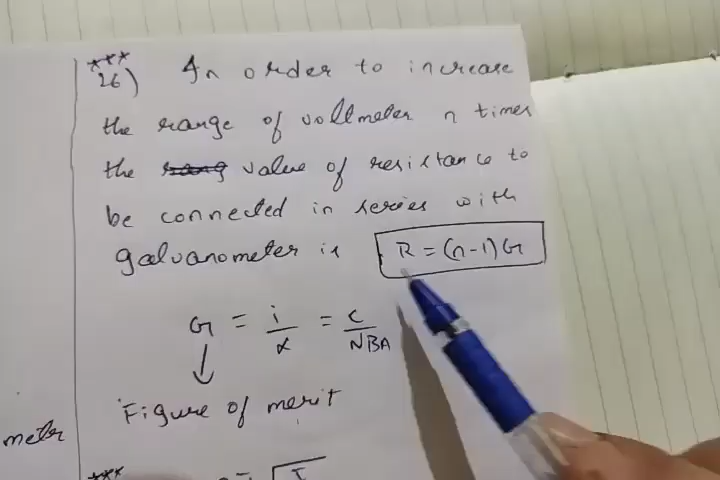 ***
26) In order to increase
the range of voltmeter n times
the value of resistance to
be connected in series with
galvanometer is R = (n-1)G
G = i/α = C/NBA
Figure of merit
meter
***